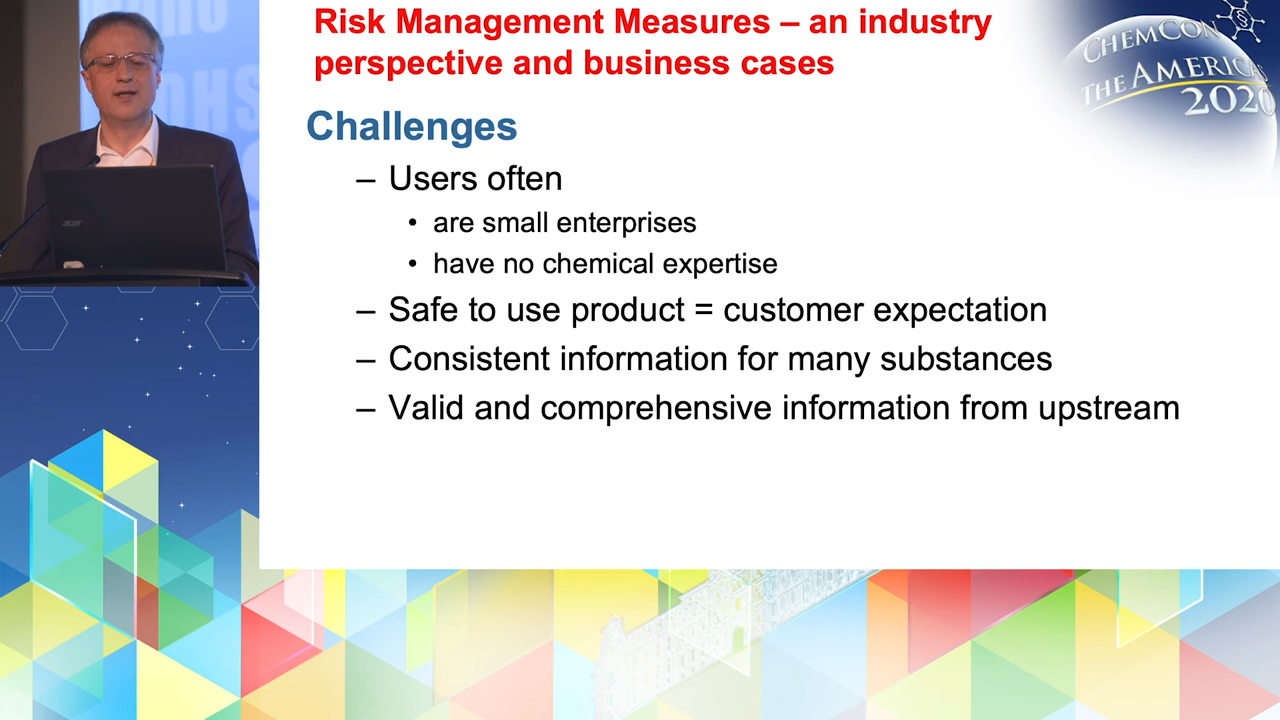 Risk Management Measures – an industry
perspective and business cases
CHEMCON
THE AMERICAS
2020
Challenges
– Users often
• are small enterprises
• have no chemical expertise
– Safe to use product = customer expectation
– Consistent information for many substances
– Valid and comprehensive information from upstream
acer